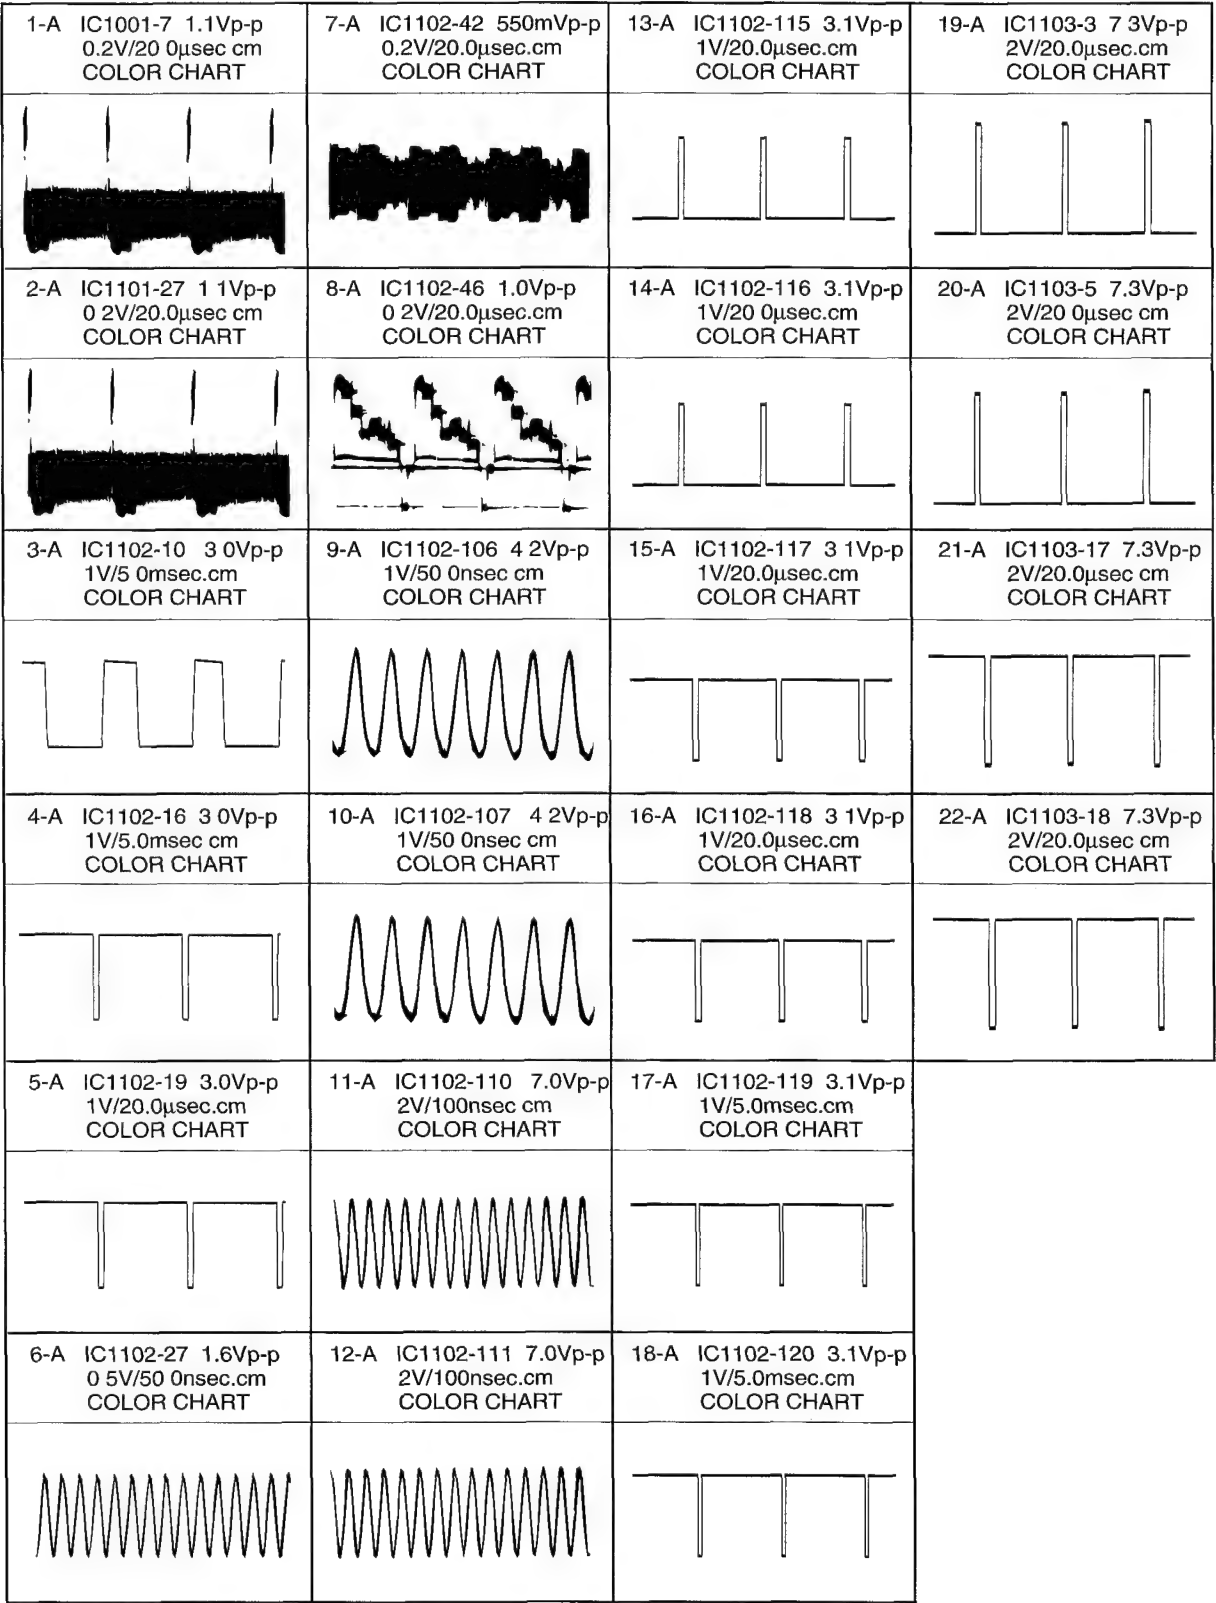 1-A IC1001-7 1.1Vp-p
0.2V/20 0µsec cm
COLOR CHART
2-A IC1101-27 1 1Vp-p
0 2V/20.0µsec cm
COLOR CHART
3-A IC1102-10 3 0Vp-p
1V/5 0msec.cm
COLOR CHART
4-A IC1102-16 3 0Vp-p
1V/5.0msec cm
COLOR CHART
5-A IC1102-19 3.0Vp-p
1V/20.0µsec.cm
COLOR CHART
6-A IC1102-27 1.6Vp-p
0 5V/50 0nsec.cm
COLOR CHART
7-A IC1102-42 550mVp-p
0.2V/20.0µsec.cm
COLOR CHART
8-A IC1102-46 1.0Vp-p
0 2V/20.0µsec.cm
COLOR CHART
9-A IC1102-106 4 2Vp-p
1V/50 0nsec cm
COLOR CHART
10-A IC1102-107 4 2Vp-p
1V/50 0nsec cm
COLOR CHART
11-A IC1102-110 7.0Vp-p
2V/100nsec cm
COLOR CHART
12-A IC1102-111 7.0Vp-p
2V/100nsec.cm
COLOR CHART
13-A IC1102-115 3.1Vp-p
1V/20.0µsec.cm
COLOR CHART
14-A IC1102-116 3.1Vp-p
1V/20 0µsec.cm
COLOR CHART
15-A IC1102-117 3 1Vp-p
1V/20.0µsec.cm
COLOR CHART
16-A IC1102-118 3 1Vp-p
1V/20.0µsec.cm
COLOR CHART
17-A IC1102-119 3.1Vp-p
1V/5.0msec.cm
COLOR CHART
18-A IC1102-120 3.1Vp-p
1V/5.0msec.cm
COLOR CHART
19-A IC1103-3 7 3Vp-p
2V/20.0µsec.cm
COLOR CHART
20-A IC1103-5 7.3Vp-p
2V/20 0µsec.cm
COLOR CHART
21-A IC1103-17 7.3Vp-p
2V/20.0µsec cm
COLOR CHART
22-A IC1103-18 7.3Vp-p
2V/20.0µsec cm
COLOR CHART